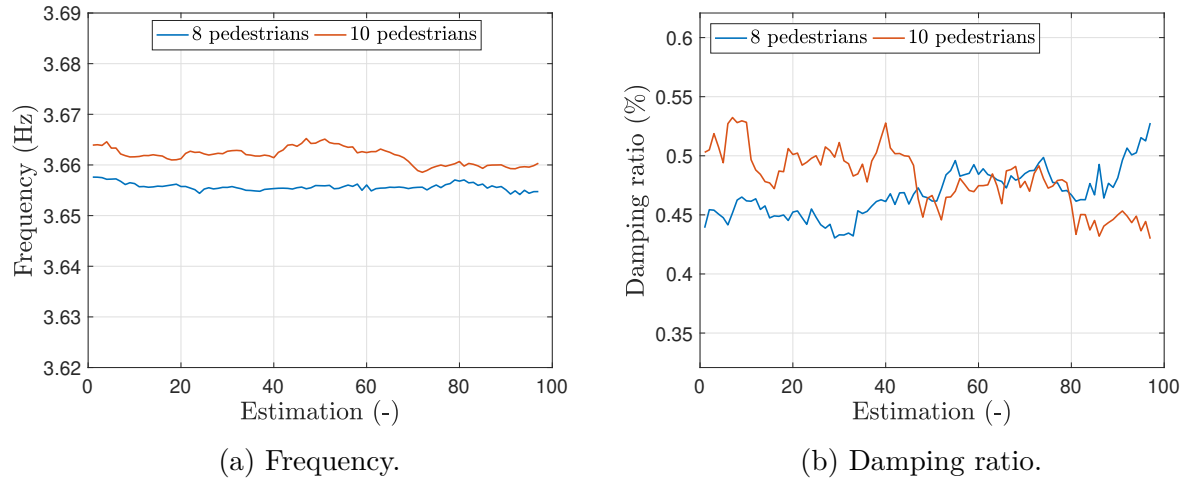 8 pedestrians 10 pedestrians
3.69
3.68
3.67
3.66
3.65
3.64
3.63
3.62
0 20 40 60 80 100
Frequency (Hz)
Estimation (-)
(a) Frequency.
8 pedestrians 10 pedestrians
0.6
0.55
0.5
0.45
0.4
0.35
0 20 40 60 80 100
Damping ratio (%)
Estimation (-)
(b) Damping ratio.